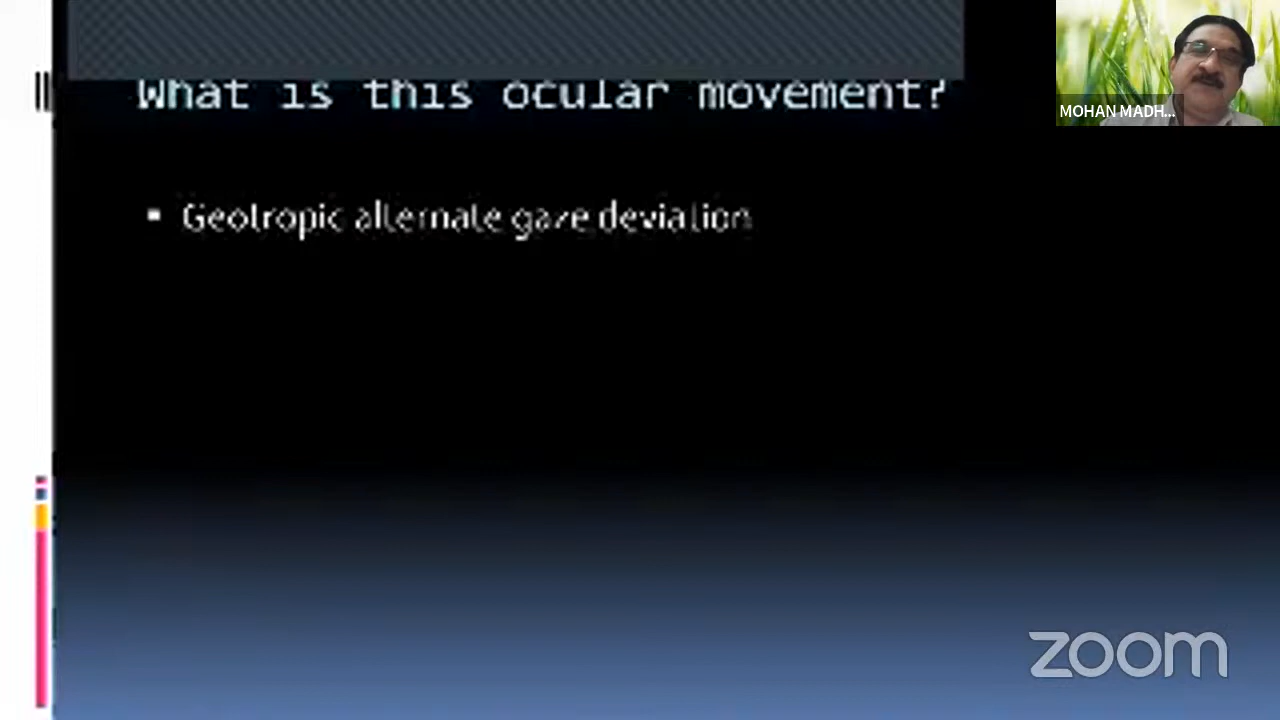 What is this ocular movement?
MOHAN MADH...
▪ Geotropic alternate gaze deviation
zoom